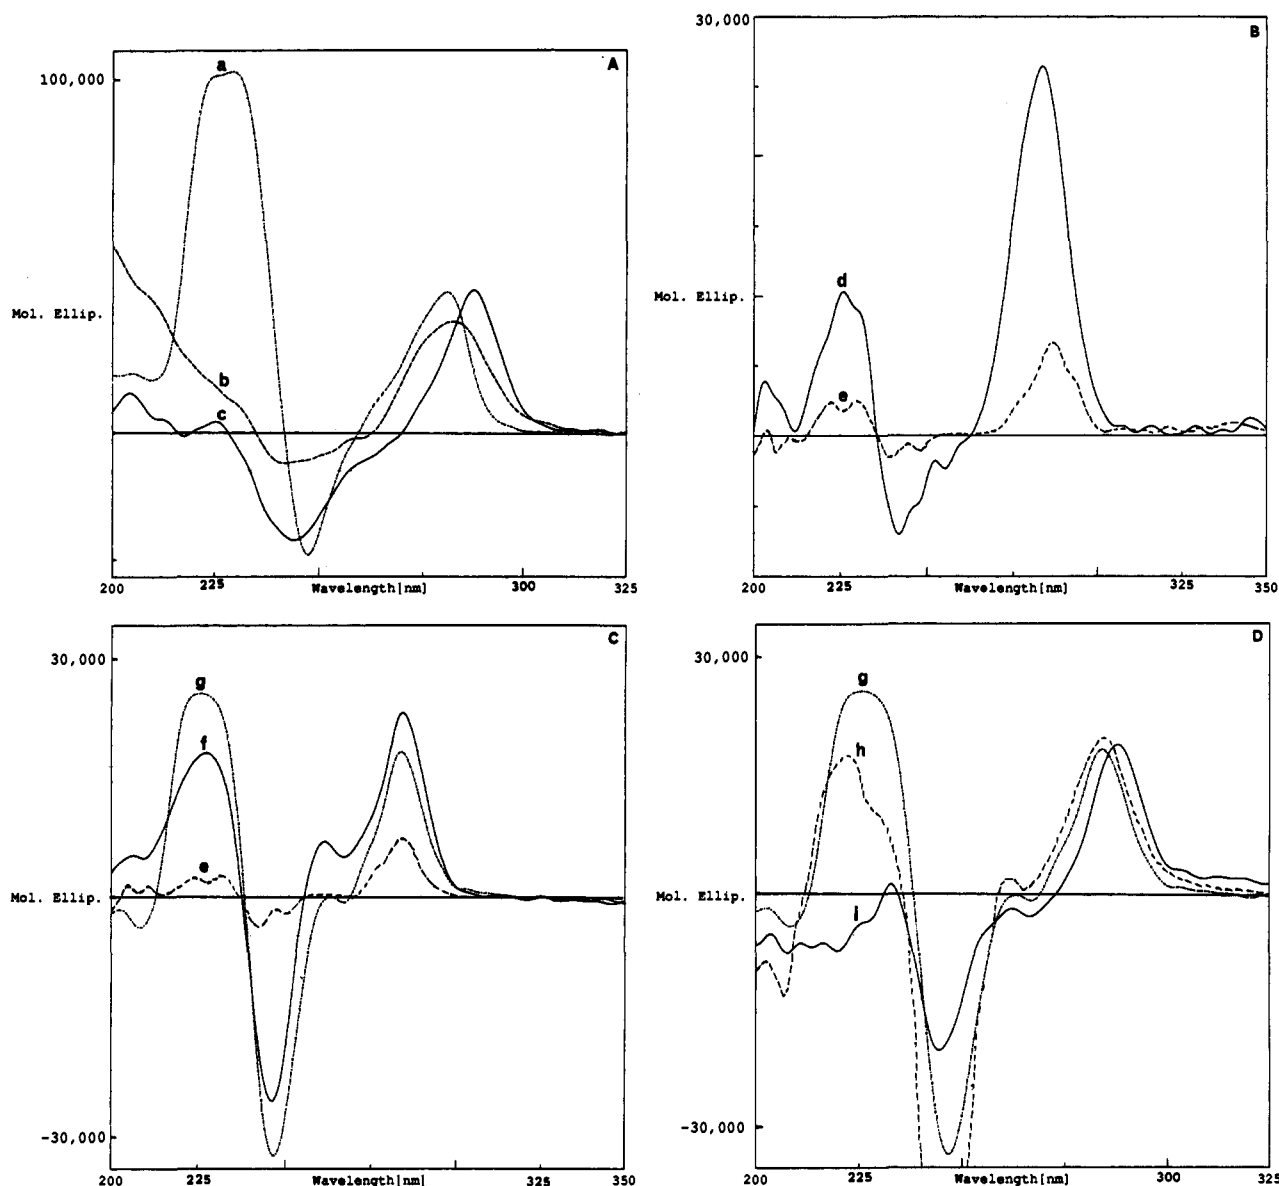 A
100,000
a
b
c
Mol. Ellip.
200 225 Wavelength[nm] 300 325
B
30,000
d
e
Mol. Ellip.
200 225 Wavelength[nm] 325 350
C
30,000
g
f
e
Mol. Ellip.
-30,000
200 225 Wavelength[nm] 325 350
D
30,000
g
h
i
Mol. Ellip.
-30,000
200 225 Wavelength[nm] 300 325